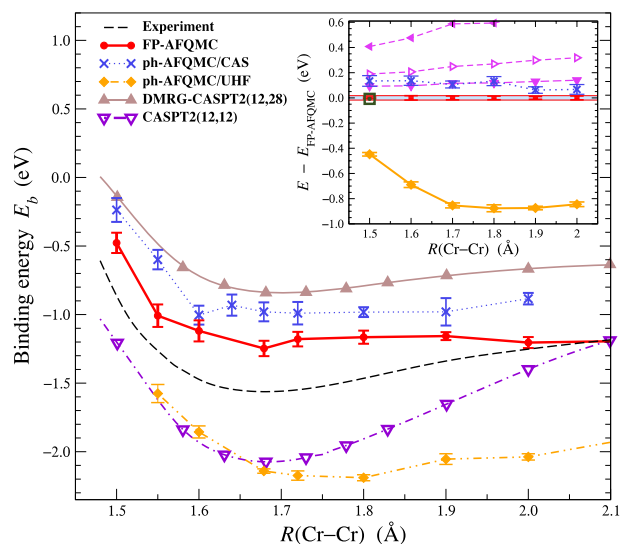 Experiment
FP-AFQMC
ph-AFQMC/CAS
ph-AFQMC/UHF
DMRG-CASPT2(12,28)
CASPT2(12,12)
Binding energy E_b (eV)
1.0
0.5
0.0
−0.5
−1.0
−1.5
−2.0
1.5 1.6 1.7 1.8 1.9 2.0 2.1
R(Cr−Cr) (Å)
E − E_FP-AFQMC (eV)
0.6
0.4
0.2
0.0
−0.2
−0.4
−0.6
−0.8
−1.0
1.5 1.6 1.7 1.8 1.9 2
R(Cr−Cr) (Å)